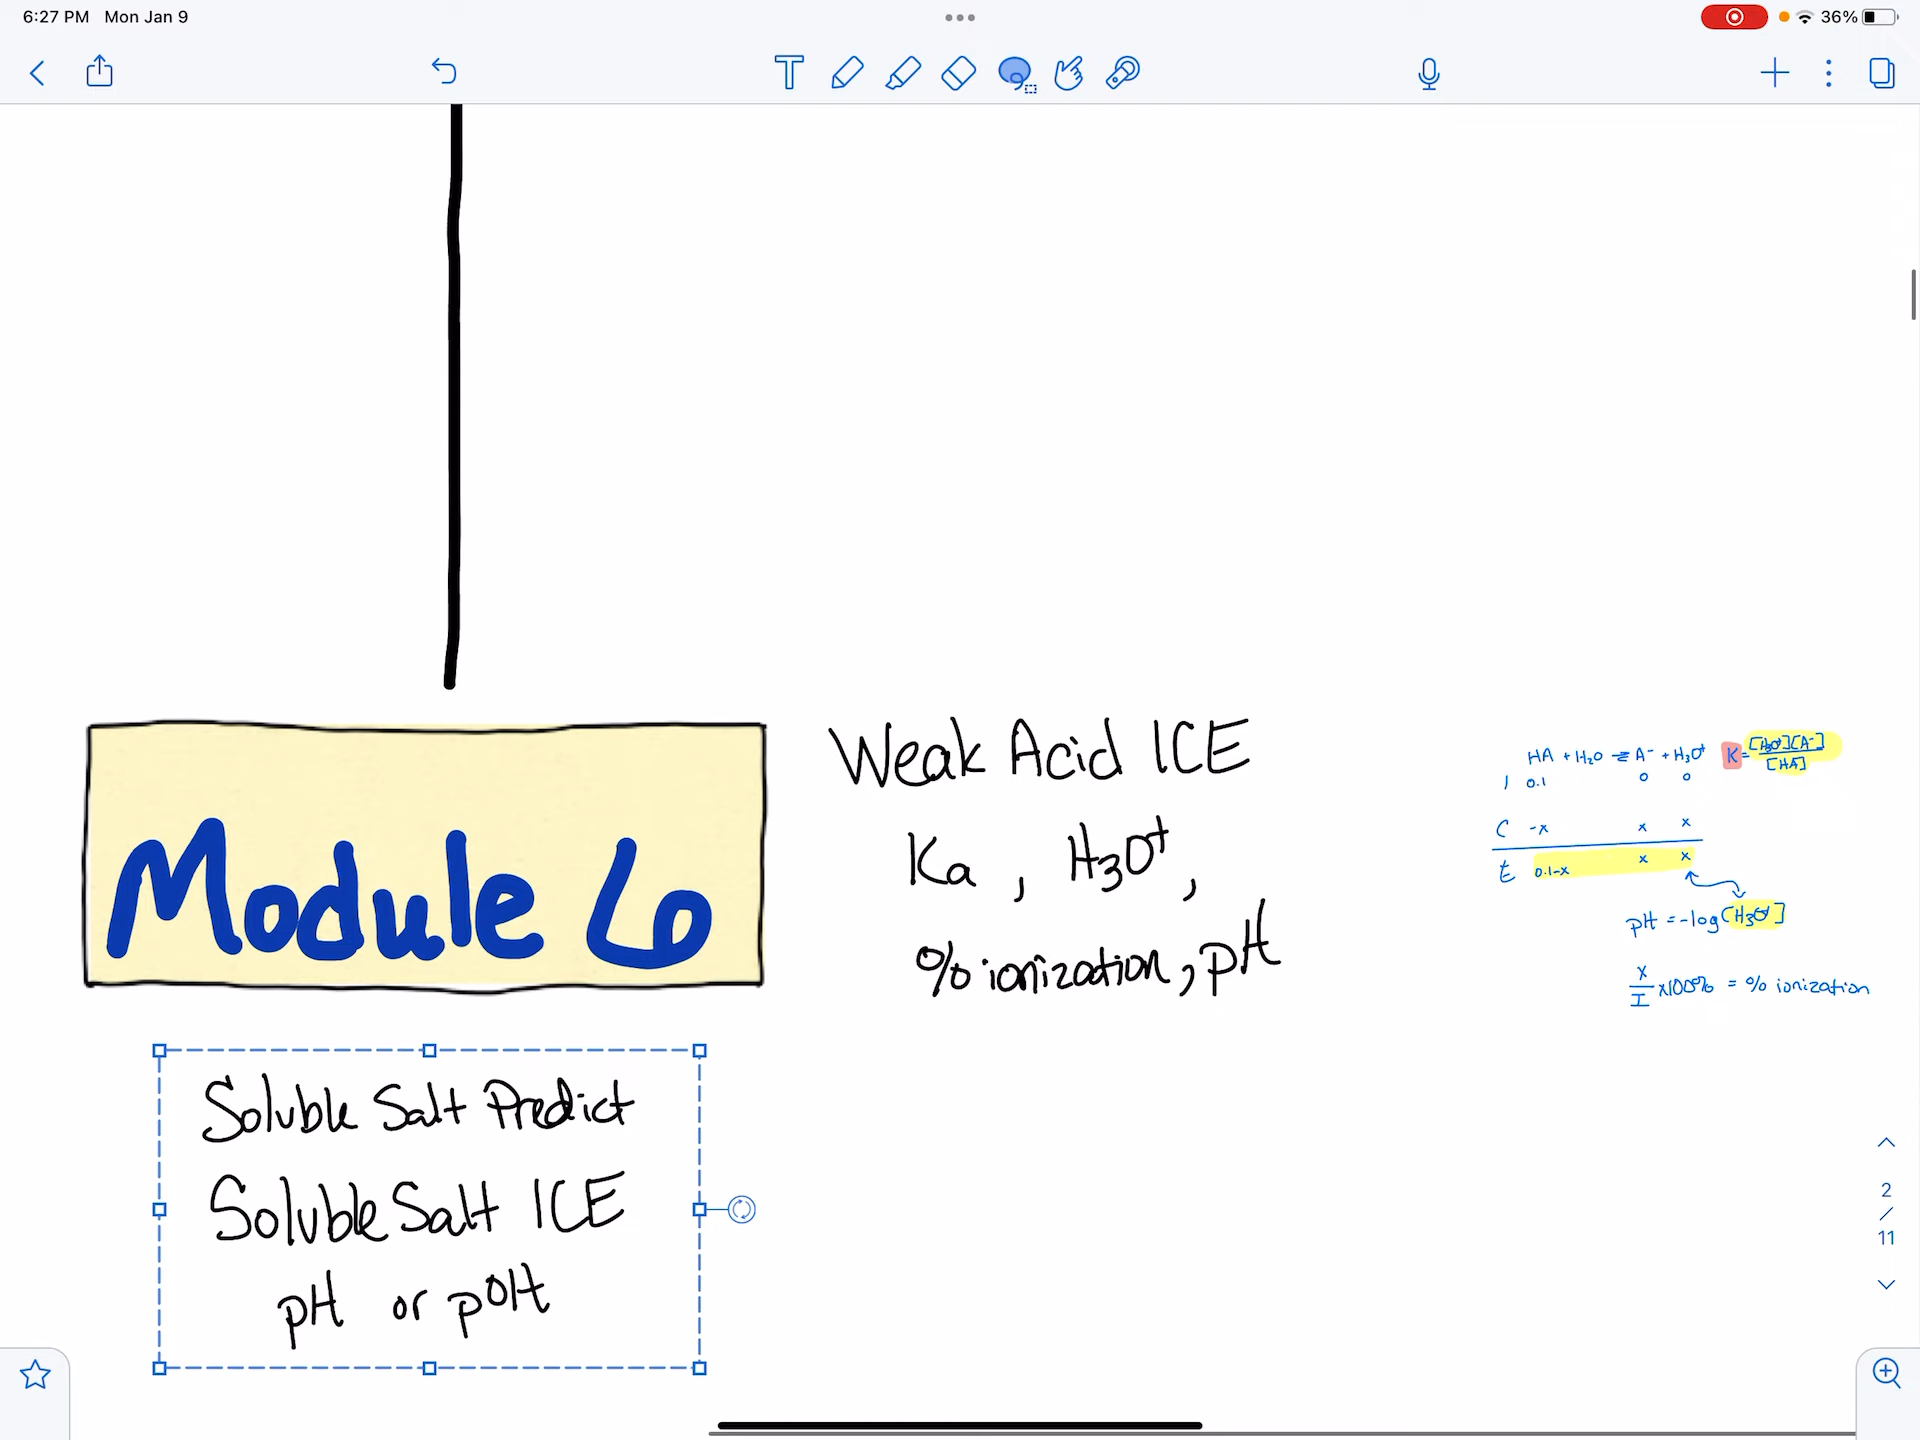 6:27 PM Mon Jan 9
36%
Module 6
Weak Acid ICE
Ka , H3O+ ,
% ionization, pH
HA + H2O ⇌ A- + H3O+ K = [H3O+][A-] / [HA]
I 0.1 0 0
C -x x x
E 0.1-x x x
pH = -log[H3O+]
x/I x100% = % ionization
Soluble Salt Predict
Soluble Salt ICE
pH or pOH
2
/
11